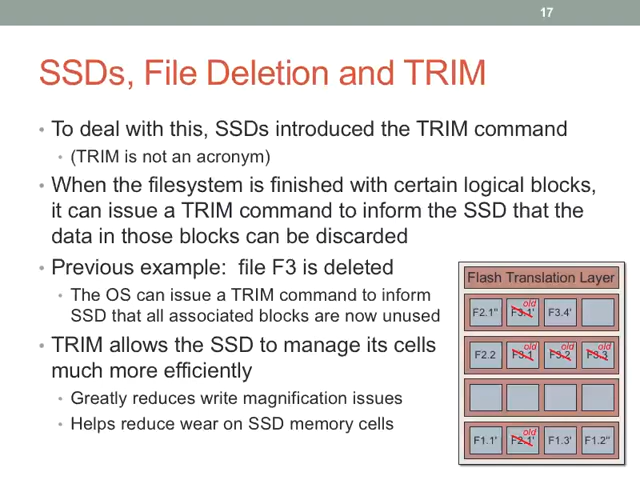 17
SSDs, File Deletion and TRIM
• To deal with this, SSDs introduced the TRIM command
• (TRIM is not an acronym)
• When the filesystem is finished with certain logical blocks,
it can issue a TRIM command to inform the SSD that the
data in those blocks can be discarded
• Previous example: file F3 is deleted
• The OS can issue a TRIM command to inform
SSD that all associated blocks are now unused
• TRIM allows the SSD to manage its cells
much more efficiently
• Greatly reduces write magnification issues
• Helps reduce wear on SSD memory cells
Flash Translation Layer
old
F2.1" F3.1' F3.4'
old old old
F2.2 F3.1 F3.2 F3.3
old
F1.1' F2.1' F1.3' F1.2"